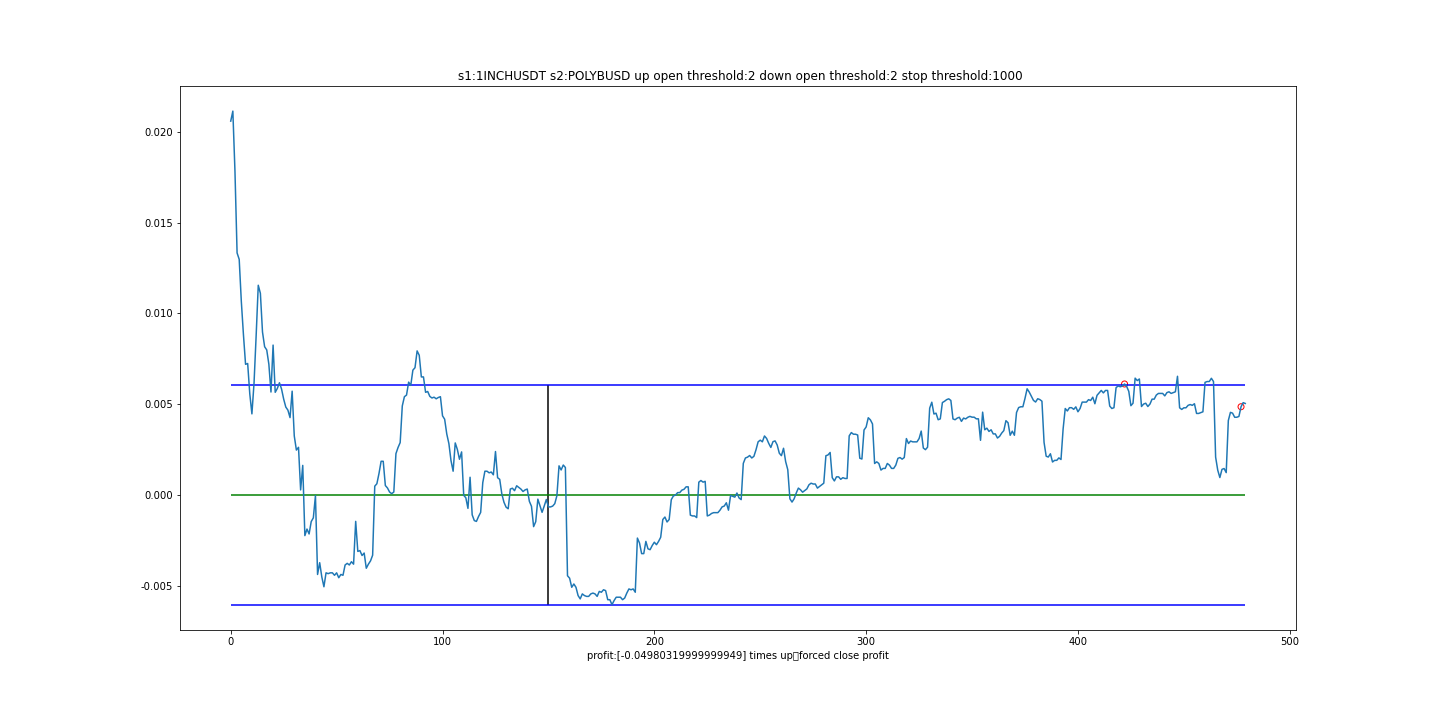 s1:1INCHUSDT s2:POLYBUSD up open threshold:2 down open threshold:2 stop threshold:1000
0.020
0.015
0.010
0.005
0.000
-0.005
0 100 200 300 400 500
profit:[-0.04980319999999949] times up▯forced close profit